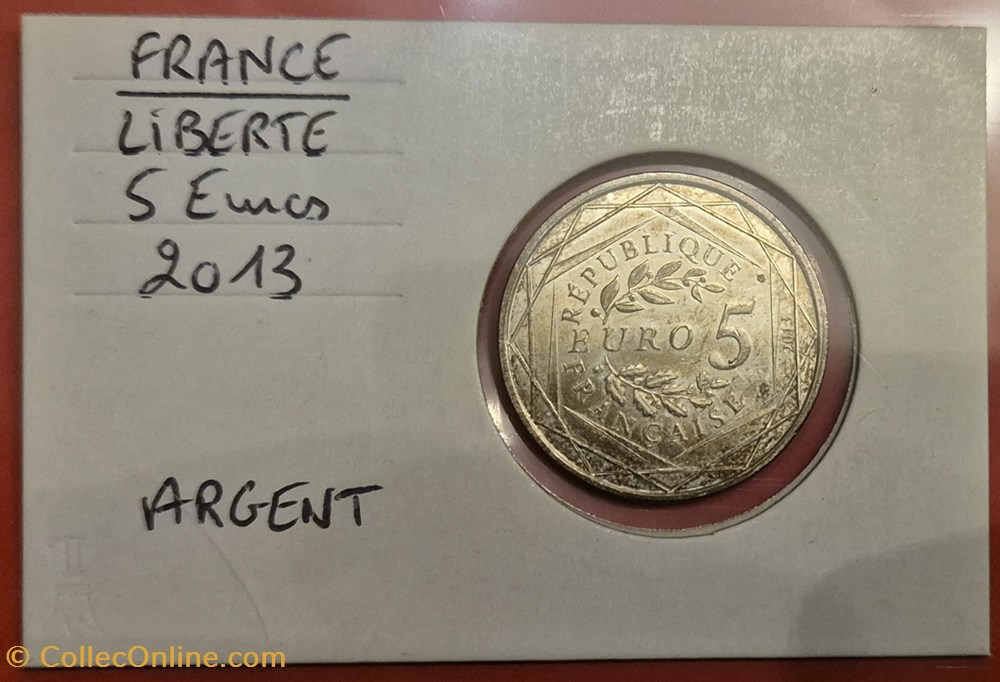 FRANCE
LiBERTE
5 Euros
2013
ARGENT
RÉPUBLIQUE
EURO 5
FRANÇAISE
© CollecOnline.com